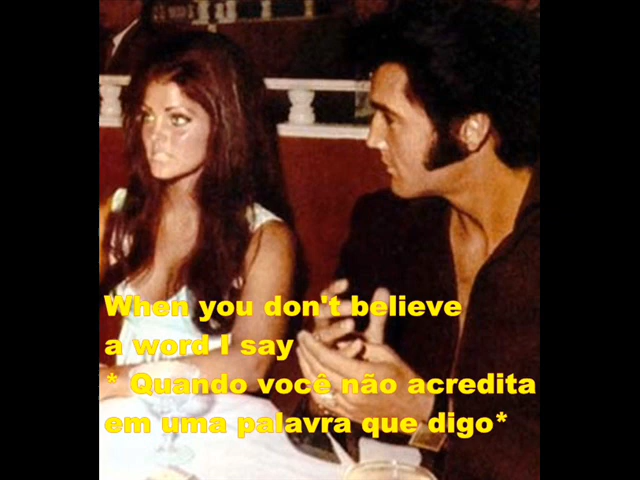 When you don't believe
a word I say
* Quando você não acredita
em uma palavra que digo*